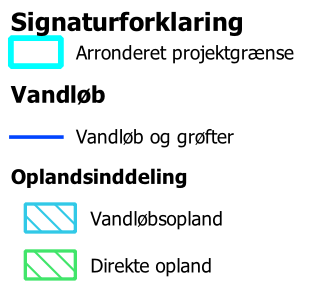 Signaturforklaring
Arronderet projektgrænse
Vandløb
Vandløb og grøfter
Oplandsinddeling
Vandløbsopland
Direkte opland